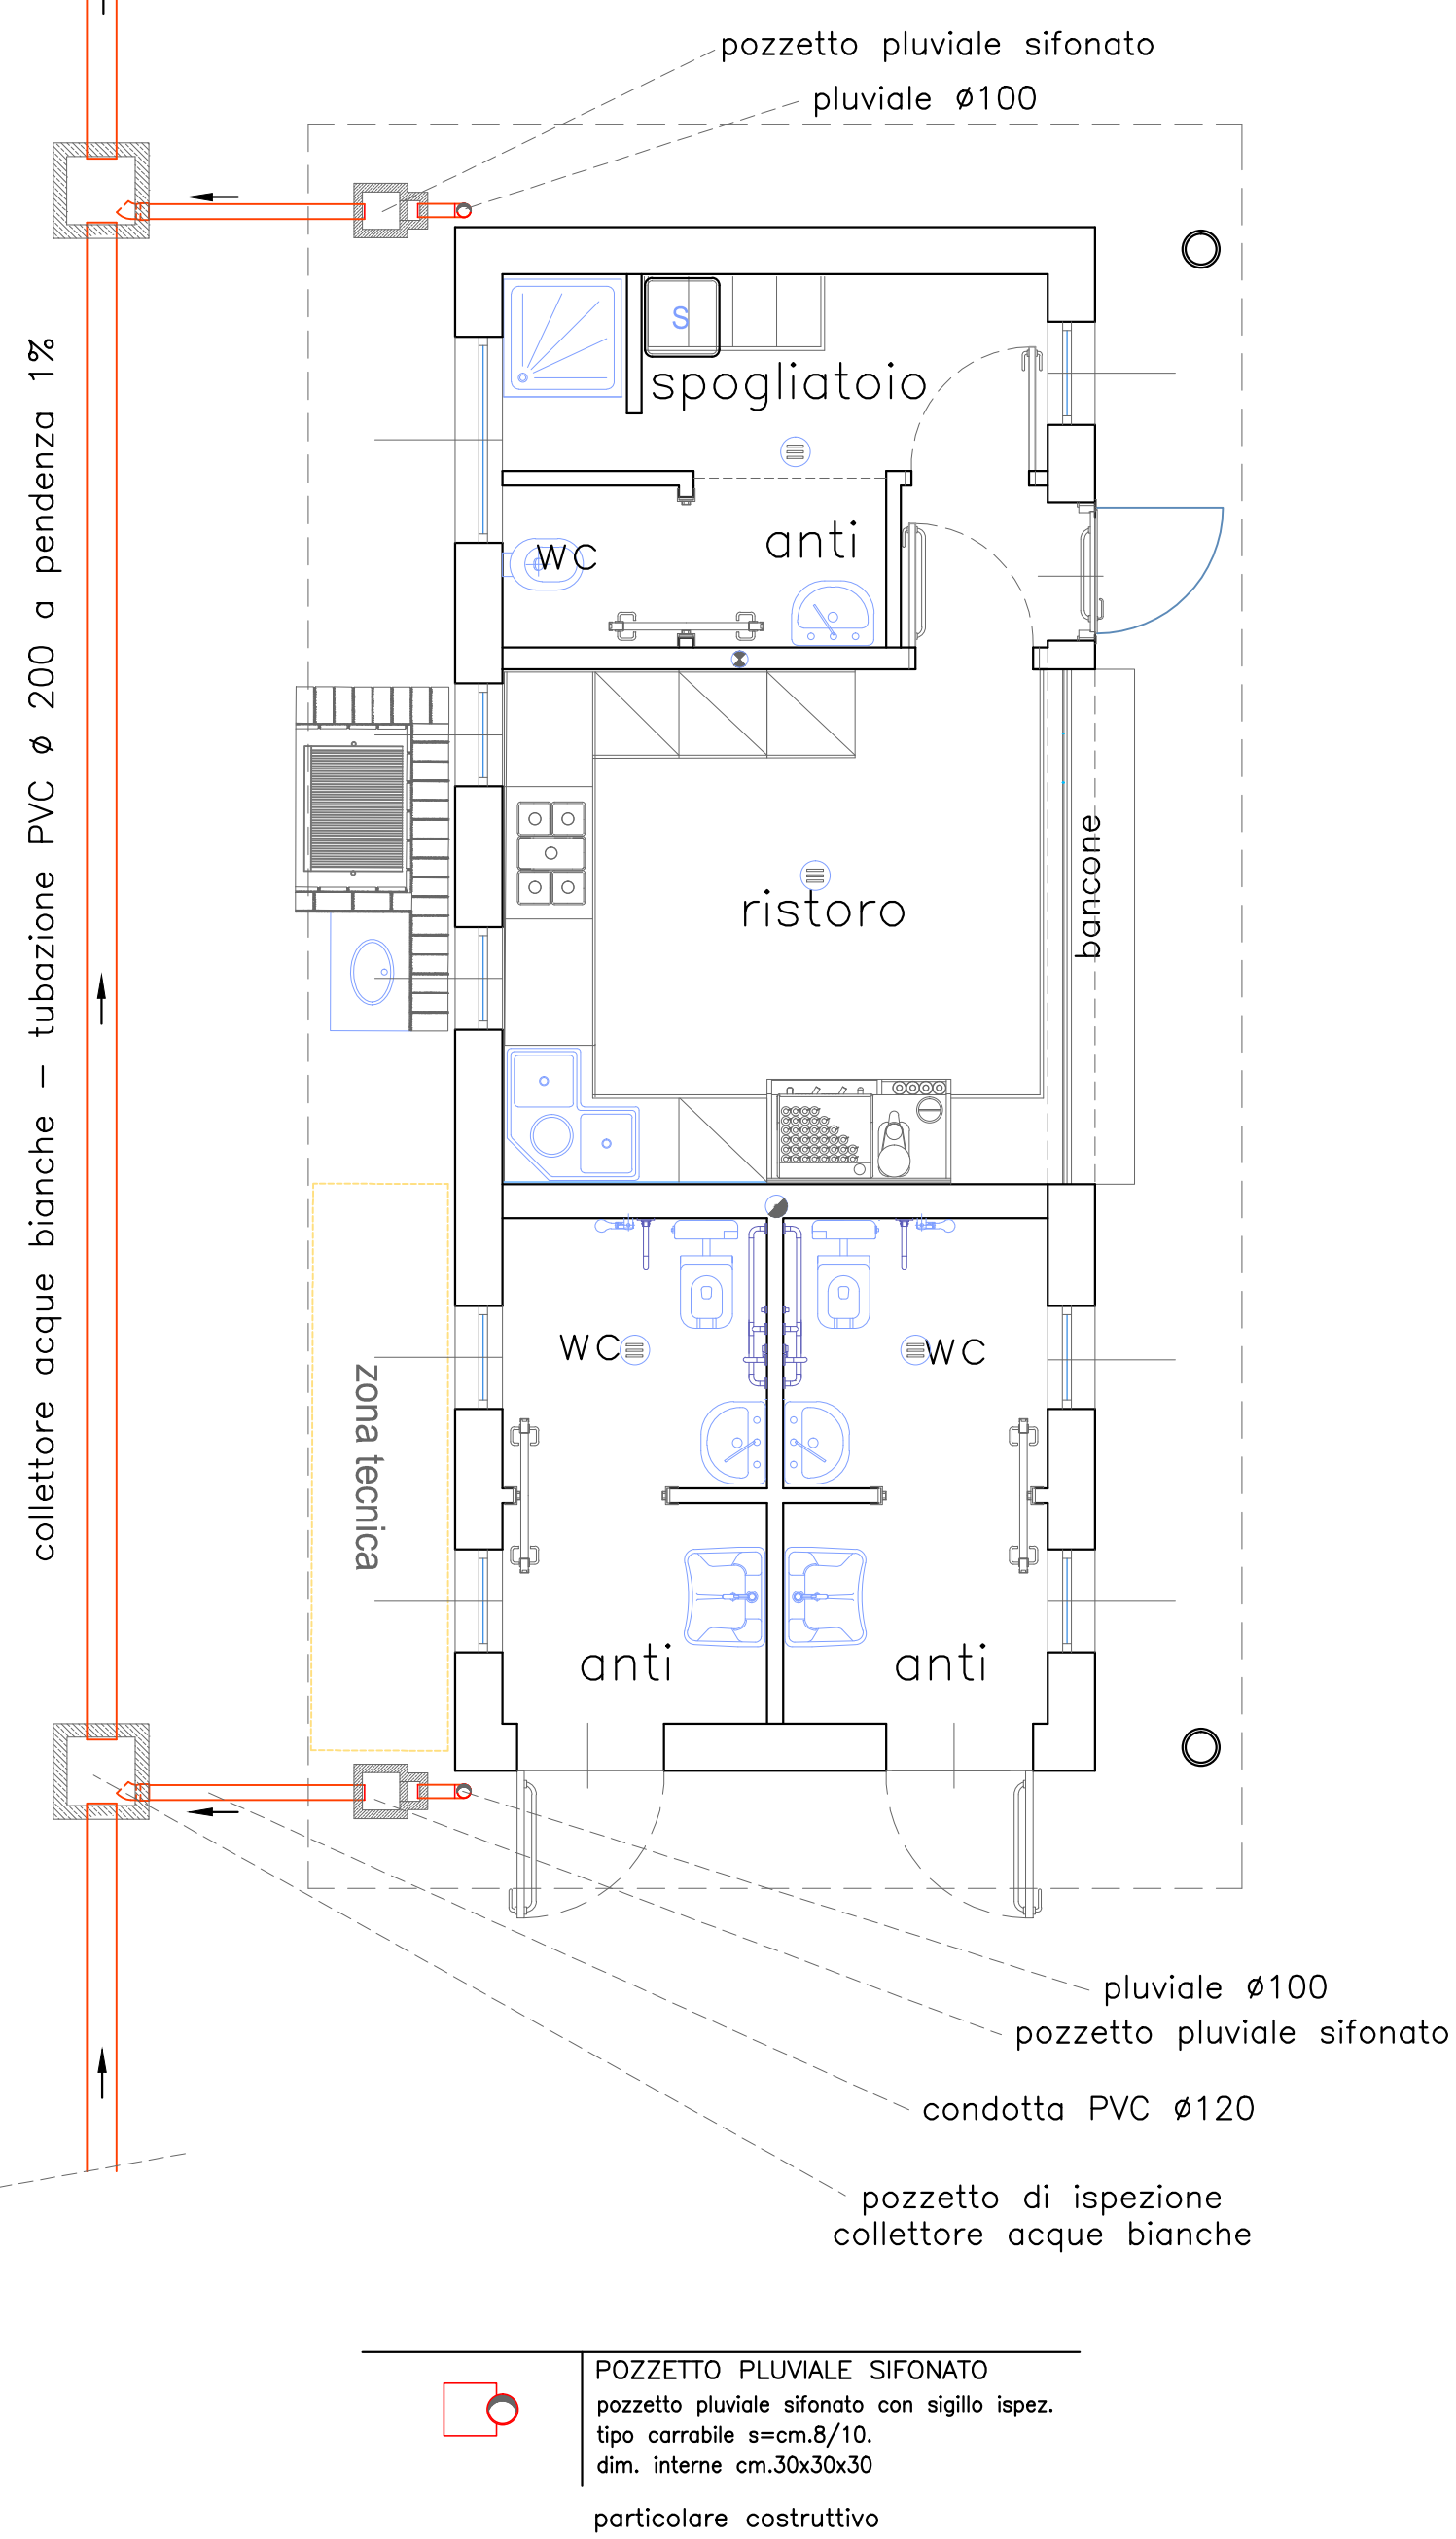 pozzetto pluviale sifonato
pluviale ø100
collettore acque bianche – tubazione PVC ø 200 a pendenza 1%
S
spogliatoio
WC
anti
ristoro
bancone
WC
WC
zona tecnica
anti
anti
pluviale ø100
pozzetto pluviale sifonato
condotta PVC ø120
pozzetto di ispezione
collettore acque bianche
POZZETTO PLUVIALE SIFONATO
pozzetto pluviale sifonato con sigillo ispez.
tipo carrabile s=cm.8/10.
dim. interne cm.30x30x30
particolare costruttivo